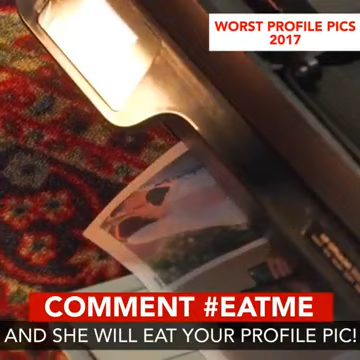 WORST PROFILE PICS
2017
COMMENT #EATME
AND SHE WILL EAT YOUR PROFILE PIC!